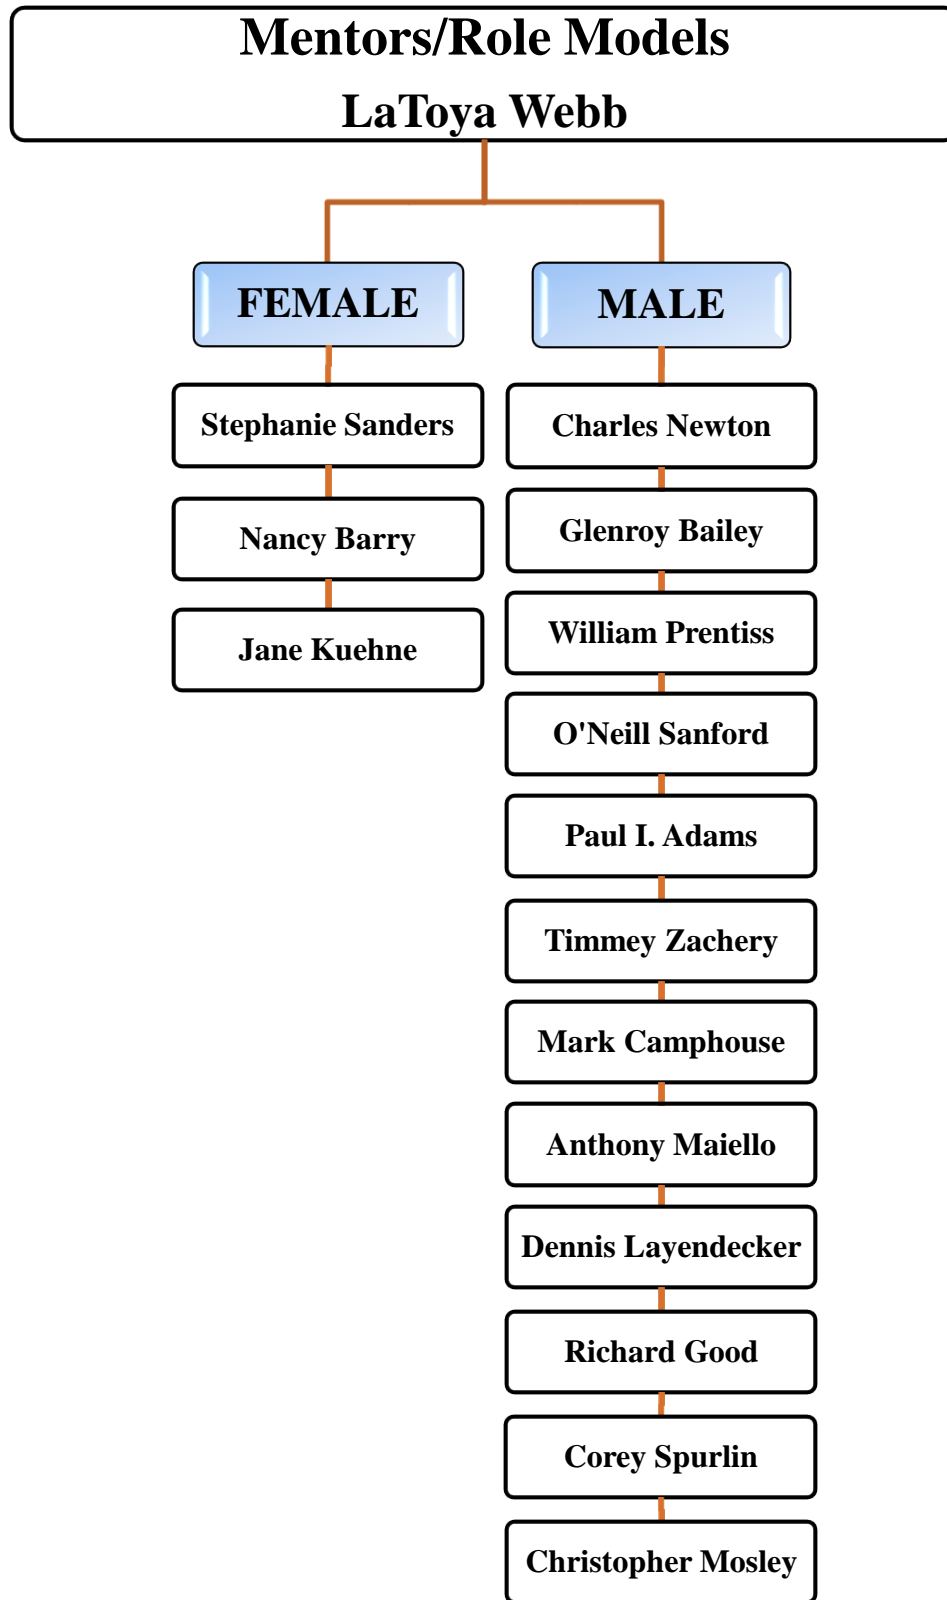 Mentors/Role Models
LaToya Webb
FEMALE
Stephanie Sanders
Nancy Barry
Jane Kuehne
MALE
Charles Newton
Glenroy Bailey
William Prentiss
O'Neill Sanford
Paul I. Adams
Timmey Zachery
Mark Camphouse
Anthony Maiello
Dennis Layendecker
Richard Good
Corey Spurlin
Christopher Mosley